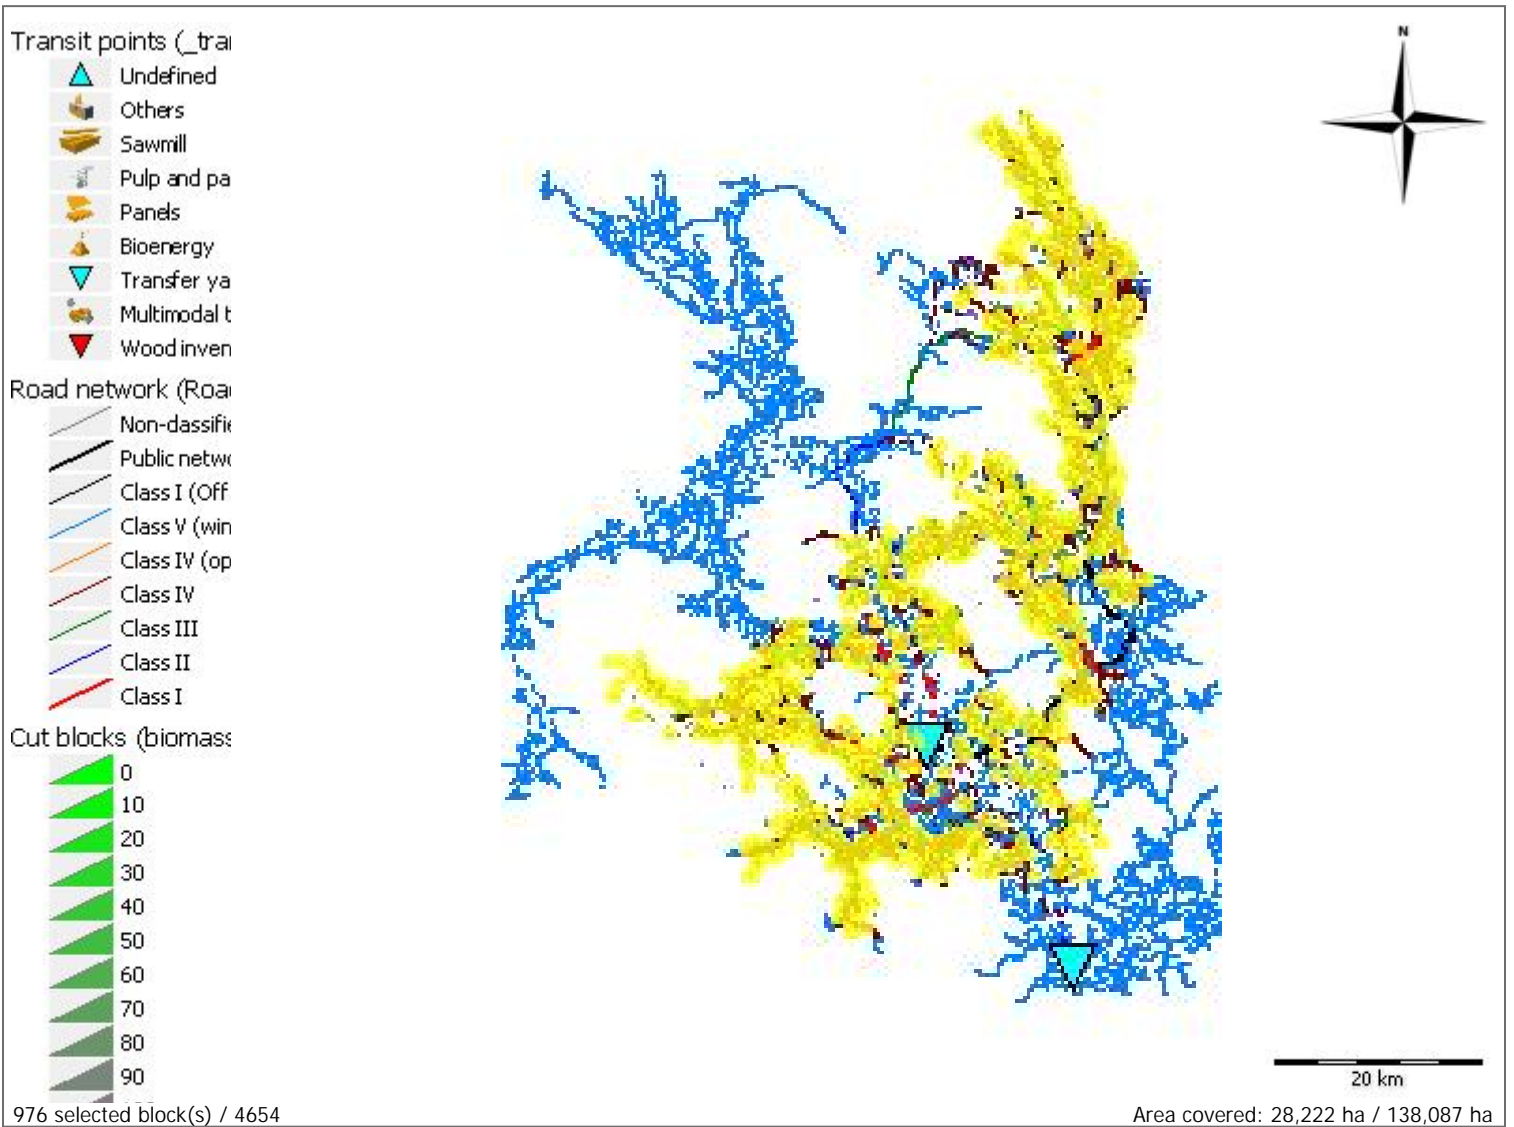 Transit points (_tra
Undefined
Others
Sawmill
Pulp and pa
Panels
Bioenergy
Transfer ya
Multimodal t
Wood inven
Road network (Roa
Non-classifi
Public netw
Class I (Off
Class V (win
Class IV (op
Class IV
Class III
Class II
Class I
Cut blocks (biomass
0
10
20
30
40
50
60
70
80
90
N
20 km
976 selected block(s) / 4654
Area covered: 28,222 ha / 138,087 ha